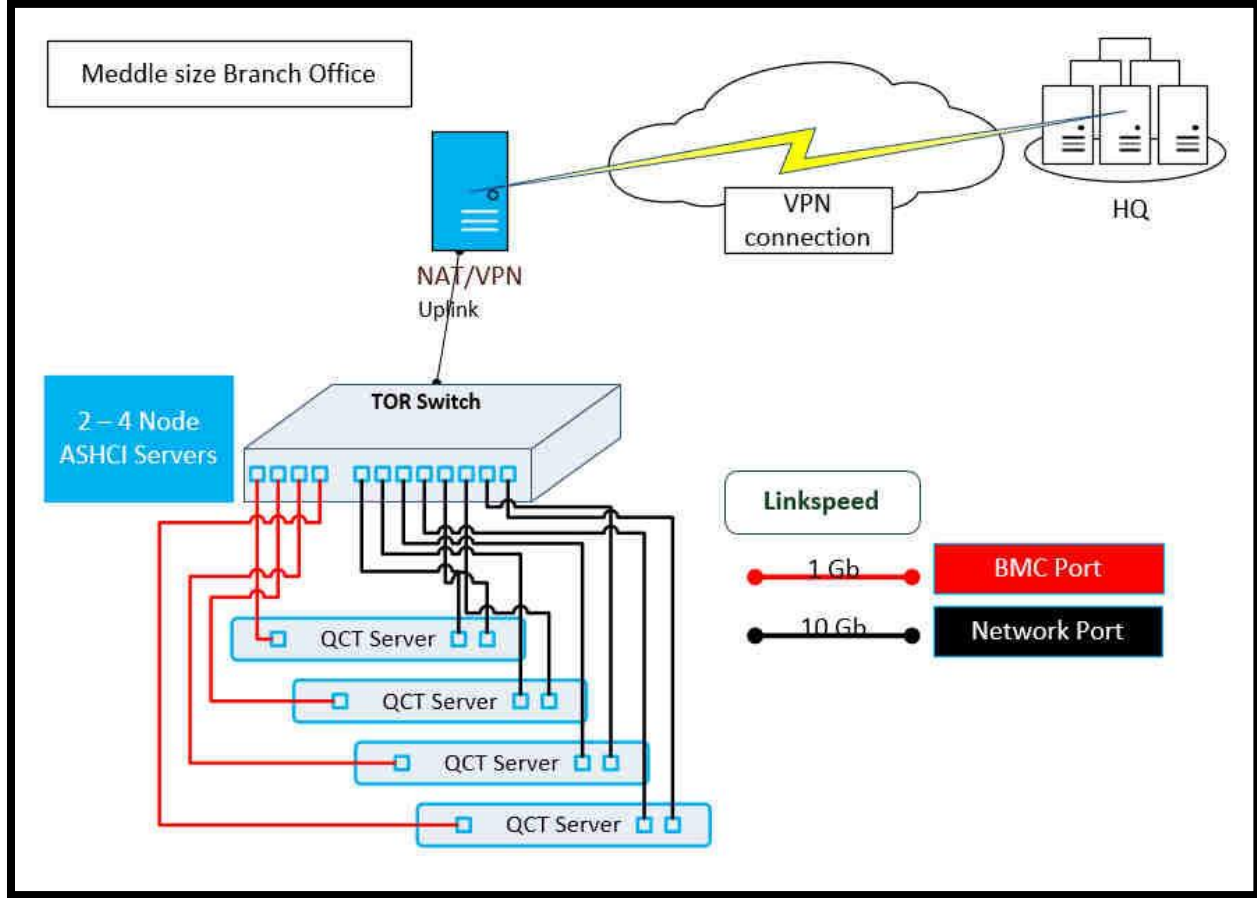 Meddle size Branch Office
VPN
connection
HQ
NAT/VPN
Uplink
TOR Switch
2 – 4 Node
ASHCI Servers
Linkspeed
1 Gb
BMC Port
10 Gb
Network Port
QCT Server
QCT Server
QCT Server
QCT Server